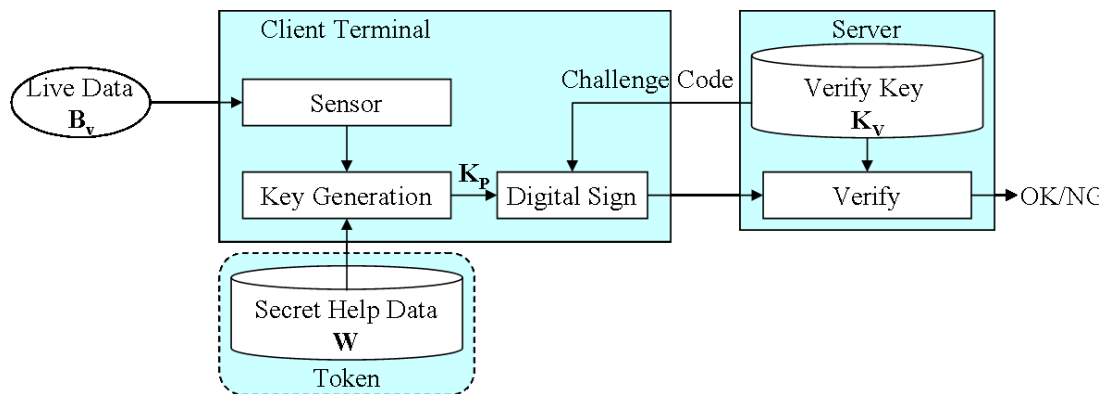 Client Terminal
Server
Live Data
B_v
Sensor
Challenge Code
Verify Key
K_V
Key Generation
K_P
Digital Sign
Verify
OK/NG
Secret Help Data
W
Token